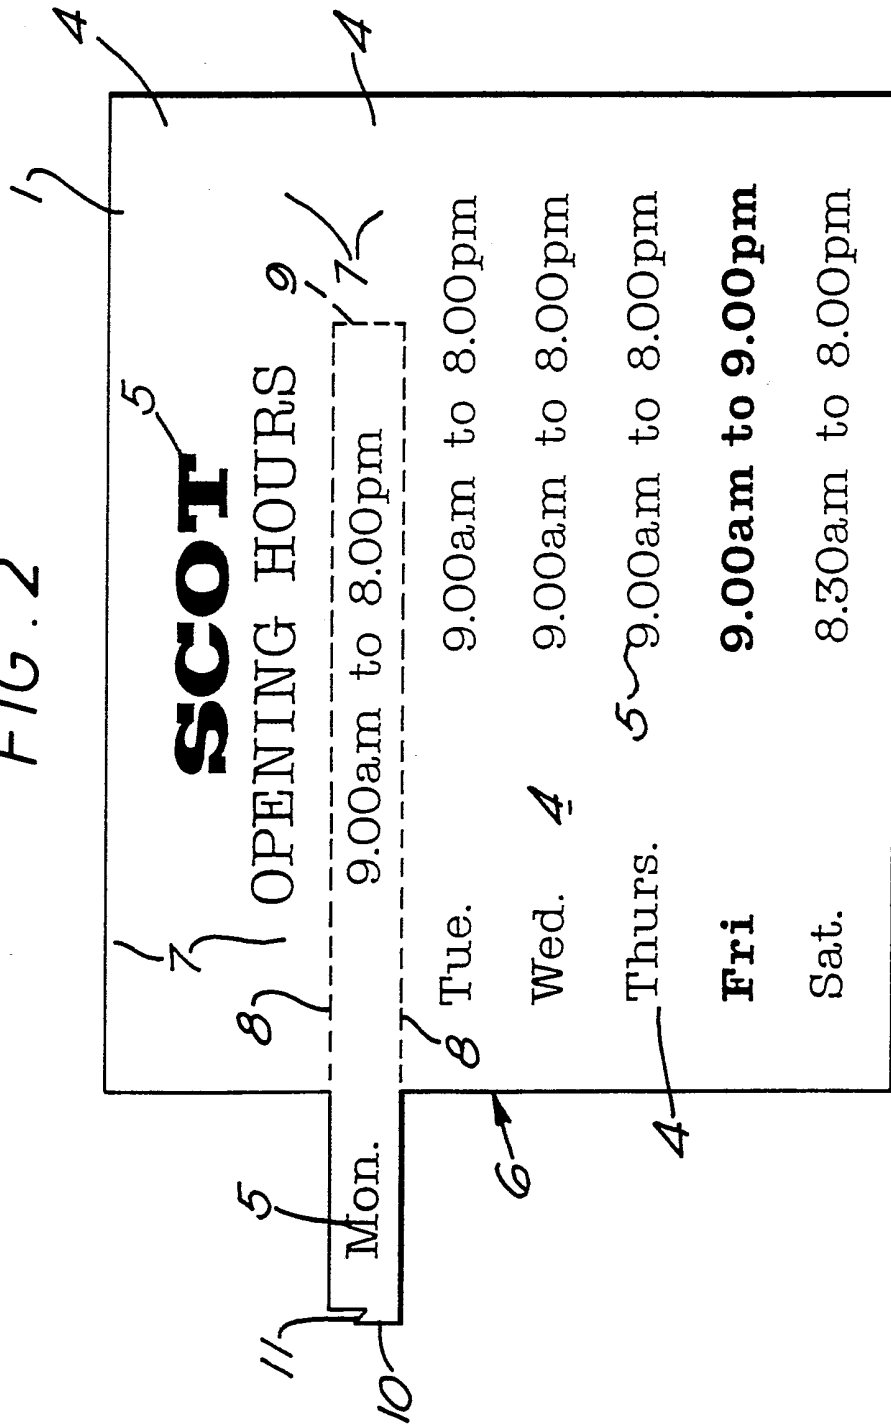 FIG. 2
1
4
5
SCOT
7
OPENING HOURS
9
7
4
8
11
5
Mon. 9.00am to 8.00pm
10
8
Tue. 9.00am to 8.00pm
6
Wed. 9.00am to 8.00pm
4
5
Thurs. 9.00am to 8.00pm
4
Fri 9.00am to 9.00pm
Sat. 8.30am to 8.00pm